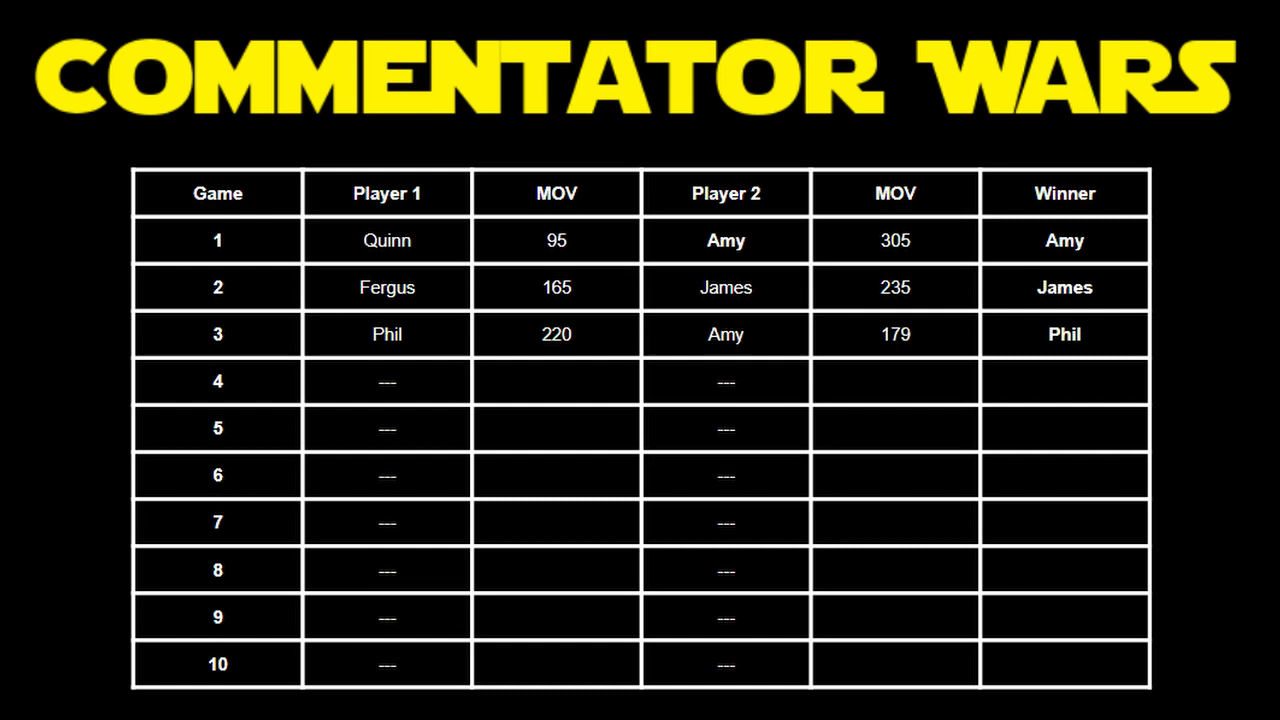 COMMENTATOR WARS
Game Player 1 MOV Player 2 MOV Winner
1 Quinn 95 Amy 305 Amy
2 Fergus 165 James 235 James
3 Phil 220 Amy 179 Phil
4 --- ---
5 --- ---
6 --- ---
7 --- ---
8 --- ---
9 --- ---
10 --- ---